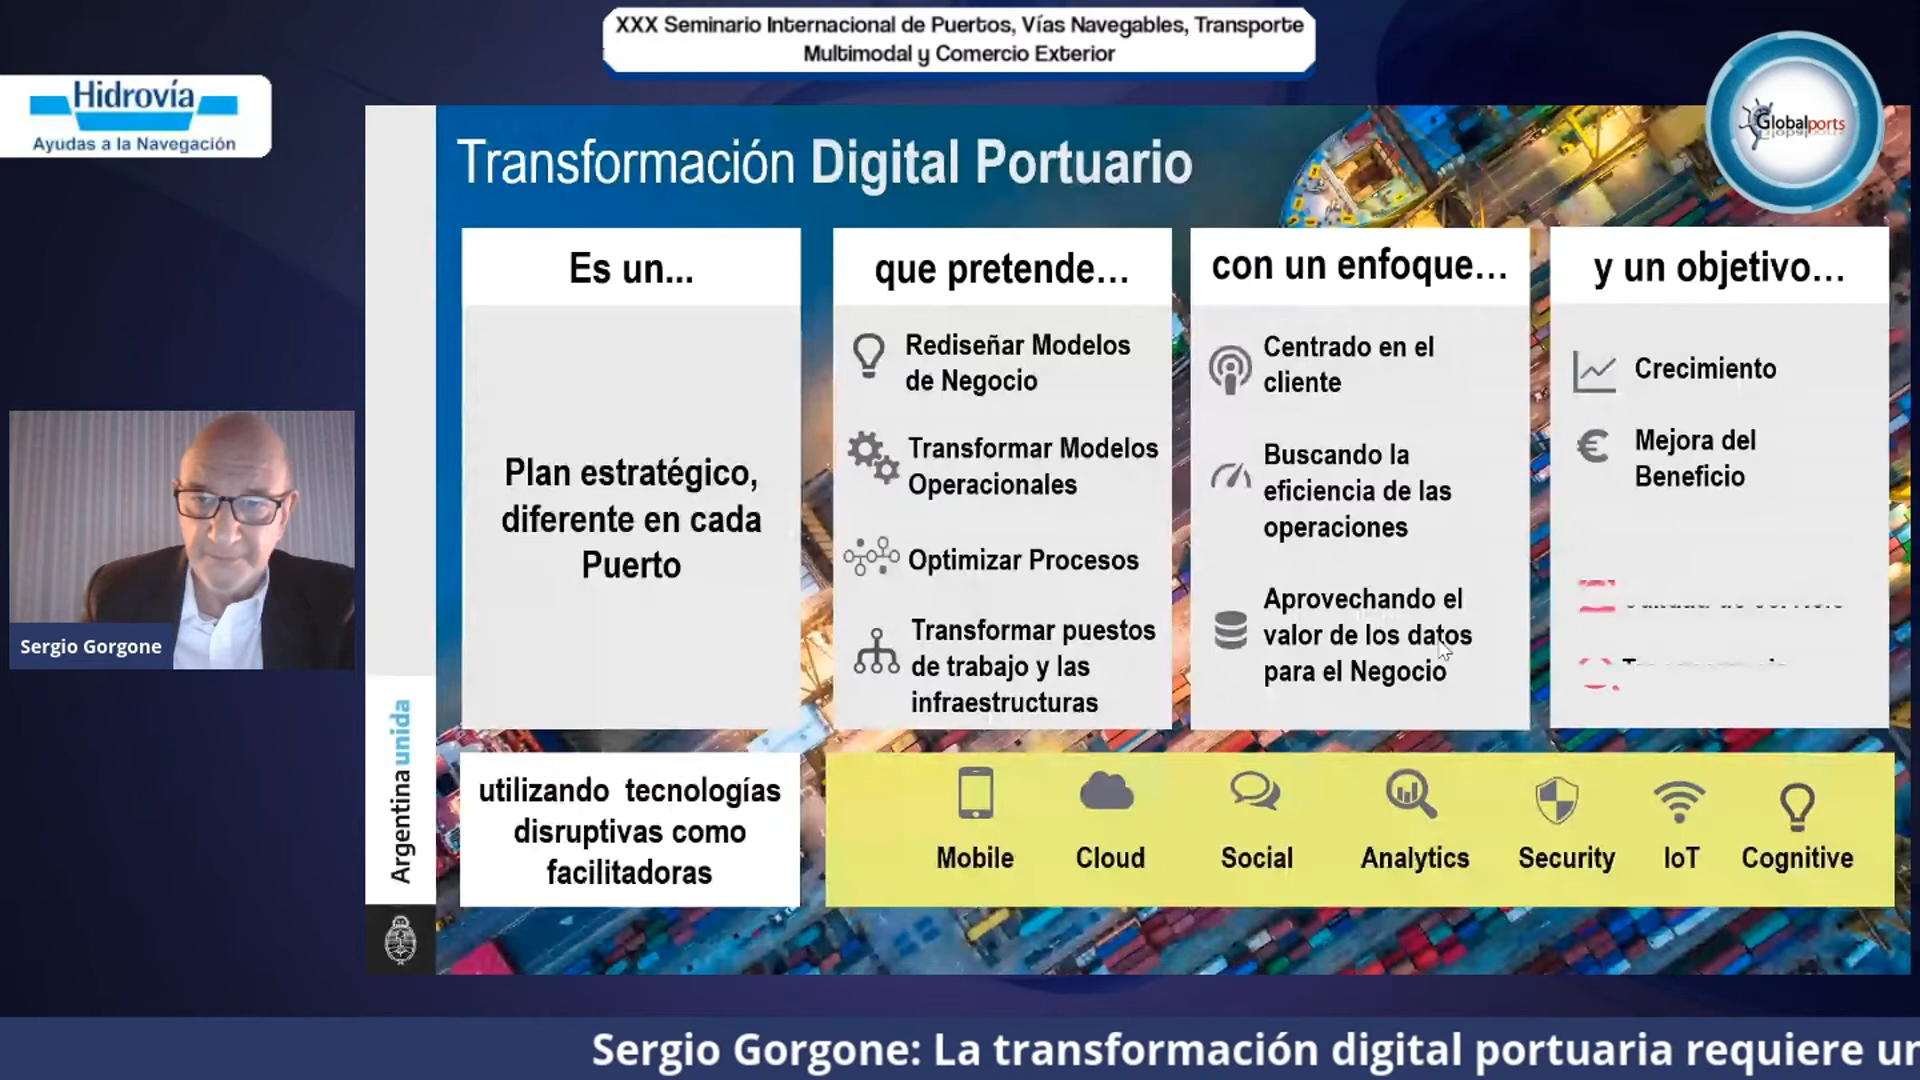 XXX Seminario Internacional de Puertos, Vías Navegables, Transporte
Multimodal y Comercio Exterior
Hidrovía
Ayudas a la Navegación
Globalports
Transformación Digital Portuario
Es un...
Plan estratégico,
diferente en cada
Puerto
que pretende...
Rediseñar Modelos
de Negocio
Transformar Modelos
Operacionales
Optimizar Procesos
Transformar puestos
de trabajo y las
infraestructuras
con un enfoque...
Centrado en el
cliente
Buscando la
eficiencia de las
operaciones
Aprovechando el
valor de los datos
para el Negocio
y un objetivo...
Crecimiento
Mejora del
Beneficio
Sergio Gorgone
Argentina unida
utilizando tecnologías
disruptivas como
facilitadoras
Mobile
Cloud
Social
Analytics
Security
IoT
Cognitive
Sergio Gorgone: La transformación digital portuaria requiere